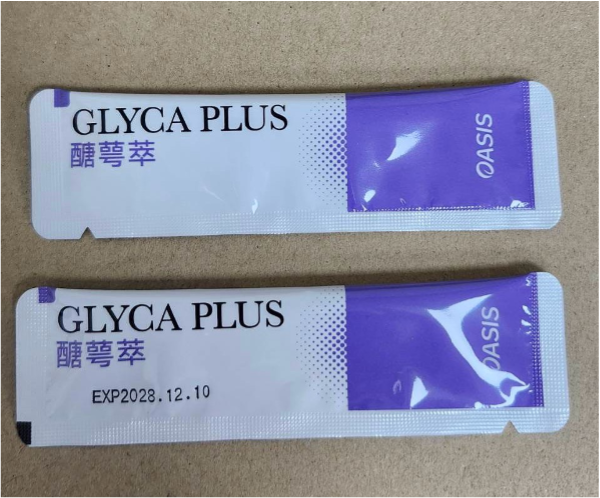 GLYCA PLUS
醣萼萃
OASIS
GLYCA PLUS
醣萼萃
EXP2028.12.10
OASIS